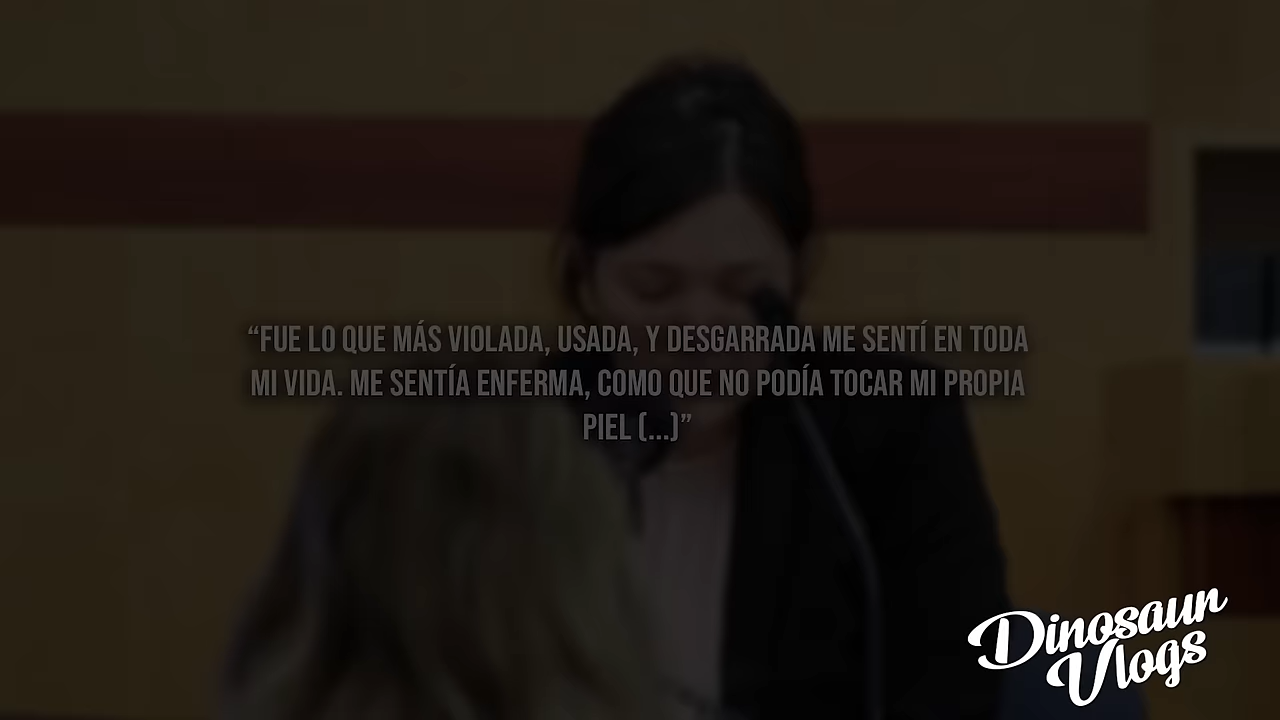 “FUE LO QUE MÁS VIOLADA, USADA, Y DESGARRADA ME SENTÍ EN TODA
MI VIDA. ME SENTÍA ENFERMA, COMO QUE NO PODÍA TOCAR MI PROPIA
PIEL (...)”
Dinosaur
Vlogs